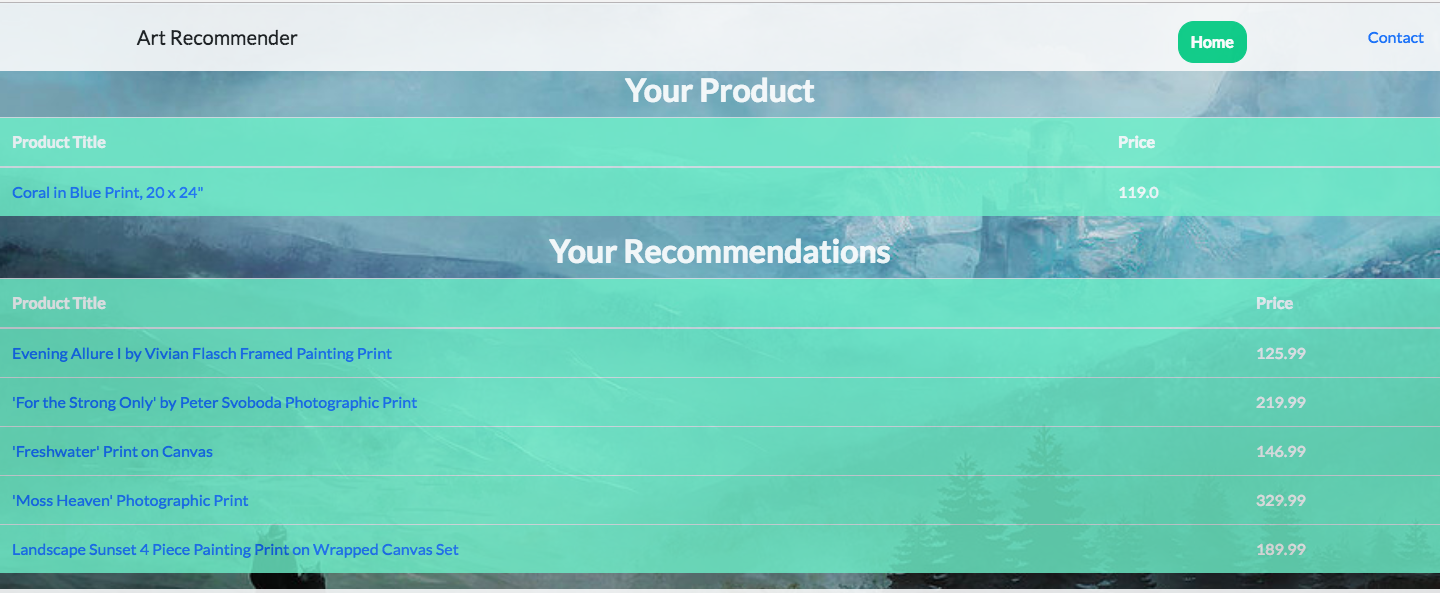 Art Recommender Home Contact
Your Product
Product Title Price
Coral in Blue Print, 20 x 24" 119.0
Your Recommendations
Product Title Price
Evening Allure I by Vivian Flasch Framed Painting Print 125.99
'For the Strong Only' by Peter Svoboda Photographic Print 219.99
'Freshwater' Print on Canvas 146.99
'Moss Heaven' Photographic Print 329.99
Landscape Sunset 4 Piece Painting Print on Wrapped Canvas Set 189.99